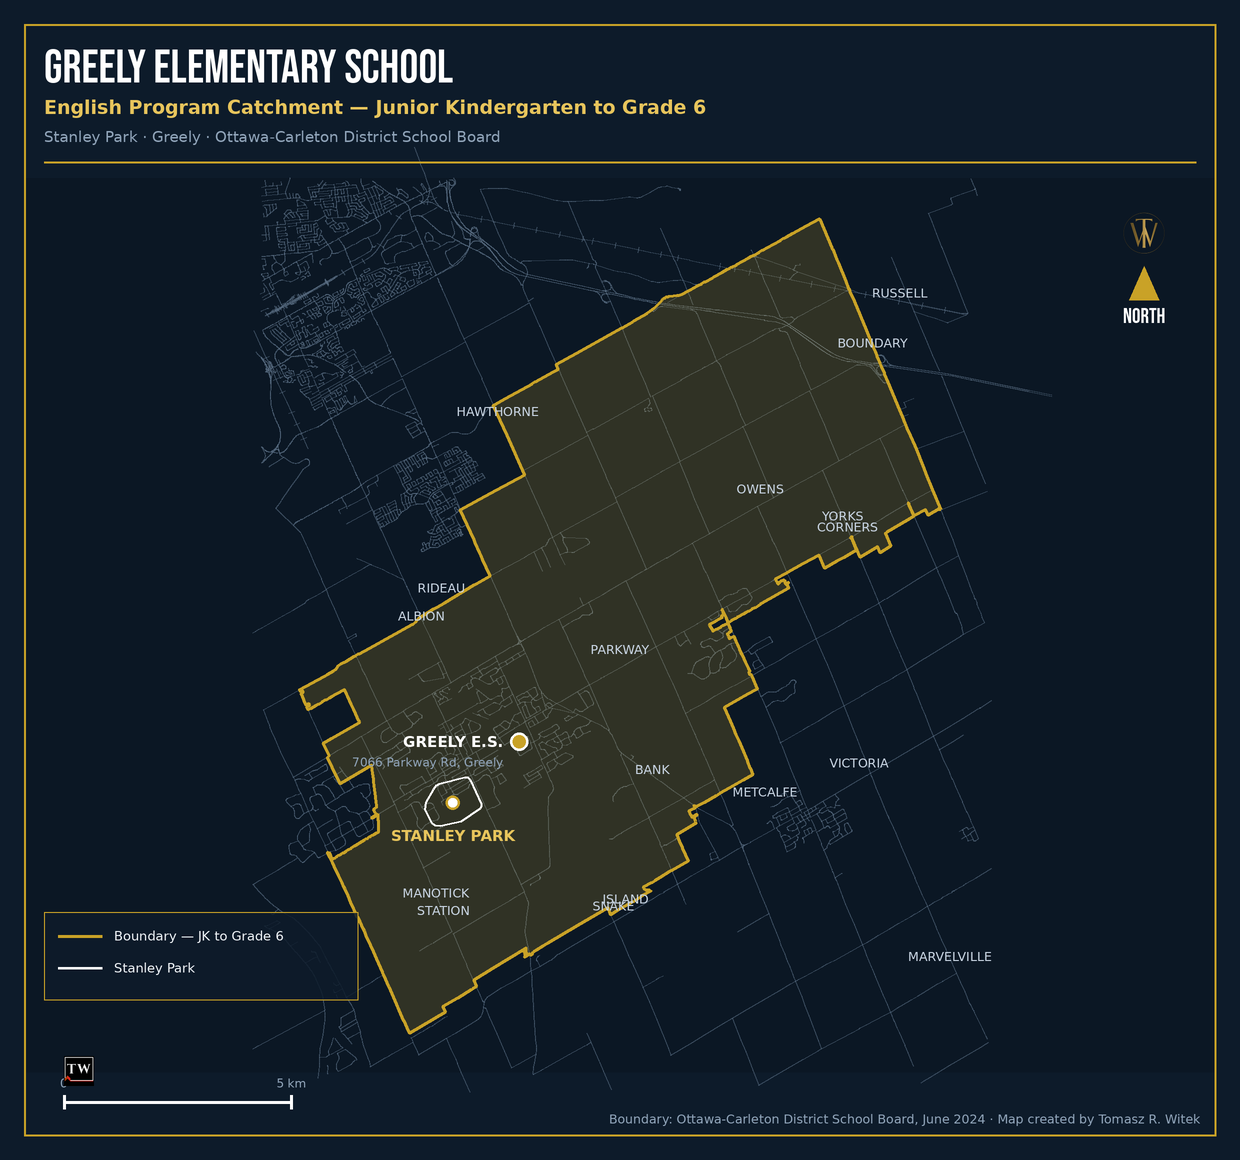 GREELY ELEMENTARY SCHOOL
English Program Catchment — Junior Kindergarten to Grade 6
Stanley Park · Greely · Ottawa-Carleton District School Board
TW
NORTH
RUSSELL
BOUNDARY
HAWTHORNE
OWENS
YORKS
CORNERS
RIDEAU
ALBION
PARKWAY
GREELY E.S.
7066 Parkway Rd, Greely
BANK
VICTORIA
METCALFE
STANLEY PARK
MANOTICK
STATION
ISLAND
SNAKE
MARVELVILLE
Boundary — JK to Grade 6
Stanley Park
TW
0
5 km
Boundary: Ottawa-Carleton District School Board, June 2024 · Map created by Tomasz R. Witek